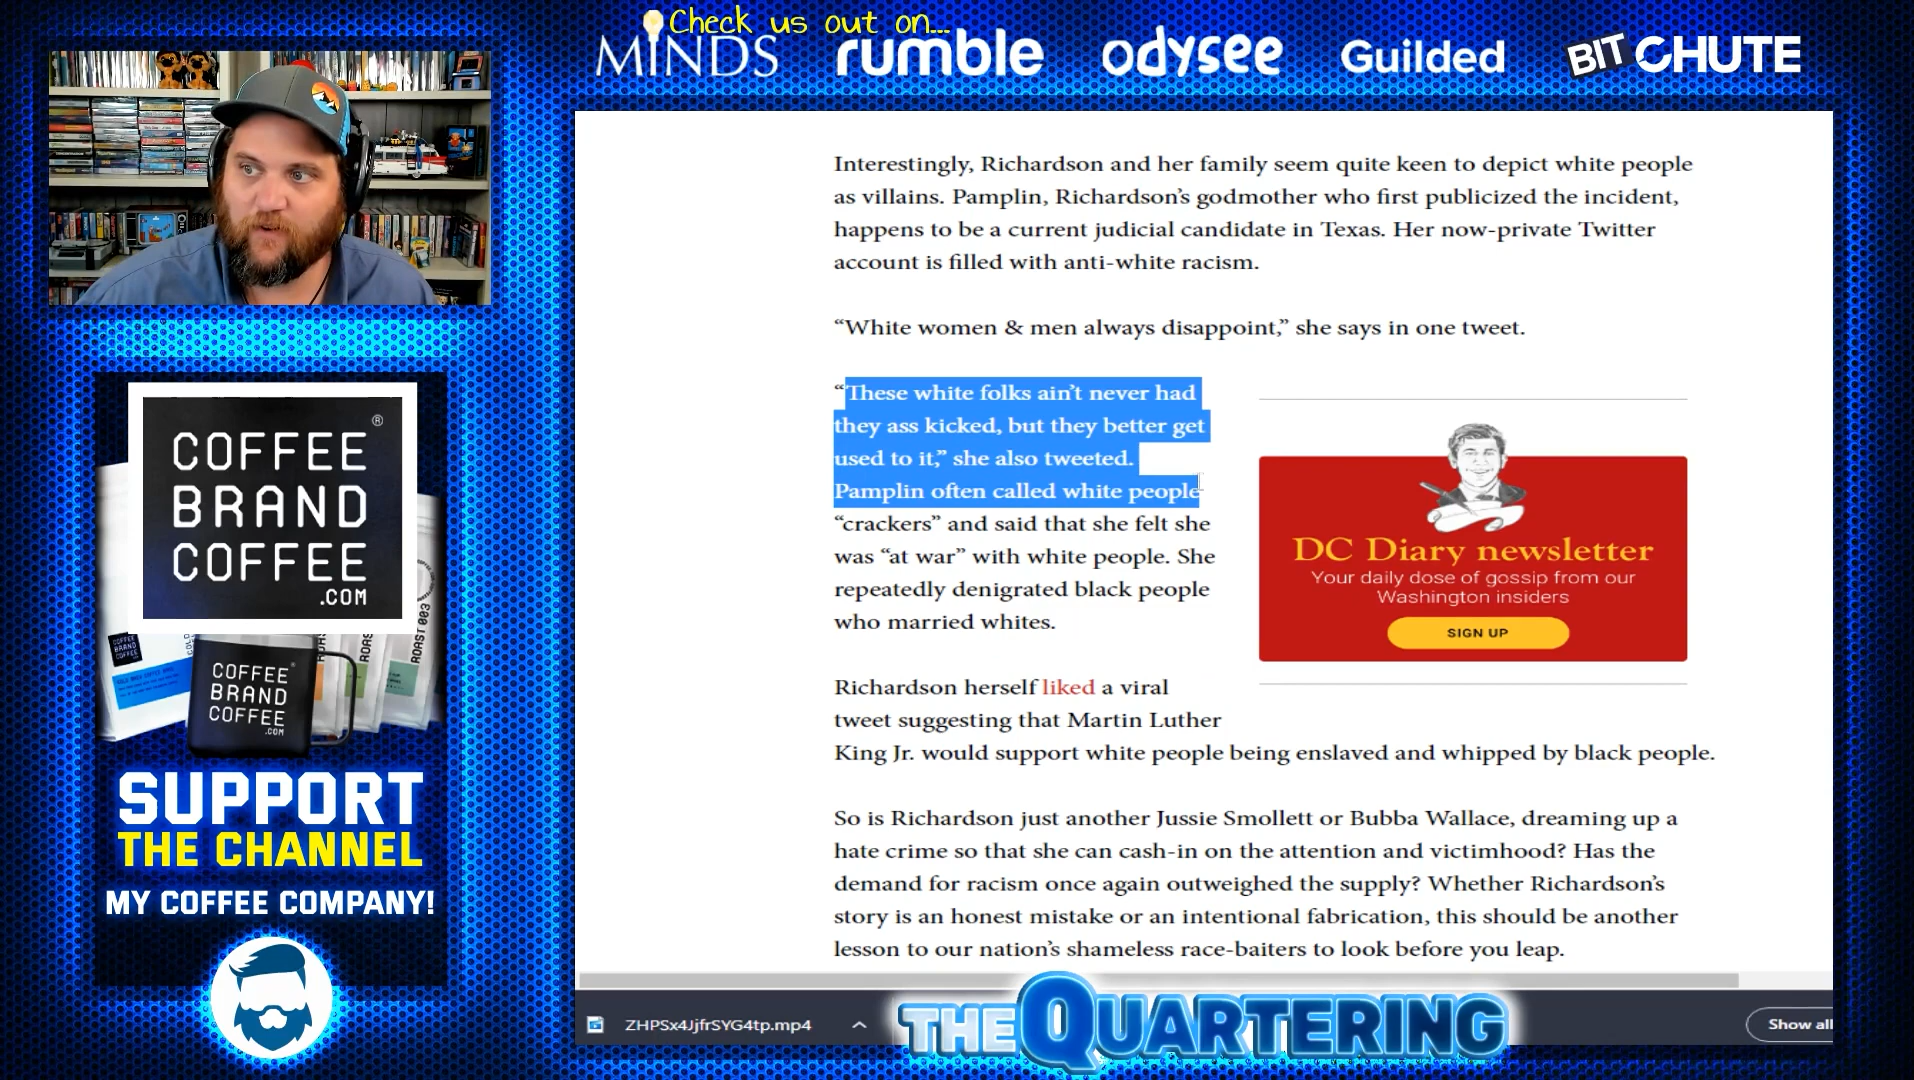 Check us out on...
MINDS rumble odysee Guilded BITCHUTE
Interestingly, Richardson and her family seem quite keen to depict white people
as villains. Pamplin, Richardson’s godmother who first publicized the incident,
happens to be a current judicial candidate in Texas. Her now-private Twitter
account is filled with anti-white racism.
“White women & men always disappoint,” she says in one tweet.
“These white folks ain’t never had
they ass kicked, but they better get
used to it,” she also tweeted.
Pamplin often called white people
“crackers” and said that she felt she
was “at war” with white people. She
repeatedly denigrated black people
who married whites.
DC Diary newsletter
Your daily dose of gossip from our
Washington insiders
SIGN UP
Richardson herself liked a viral
tweet suggesting that Martin Luther
King Jr. would support white people being enslaved and whipped by black people.
So is Richardson just another Jussie Smollett or Bubba Wallace, dreaming up a
hate crime so that she can cash-in on the attention and victimhood? Has the
demand for racism once again outweighed the supply? Whether Richardson’s
story is an honest mistake or an intentional fabrication, this should be another
lesson to our nation’s shameless race-baiters to look before you leap.
ZHPSx4JjfrSYG4tp.mp4
Show all
THE QUARTERING
COFFEE ®
BRAND
COFFEE
.COM
ROAST 003
COFFEE ®
BRAND
COFFEE
.COM
SUPPORT
THE CHANNEL
MY COFFEE COMPANY!